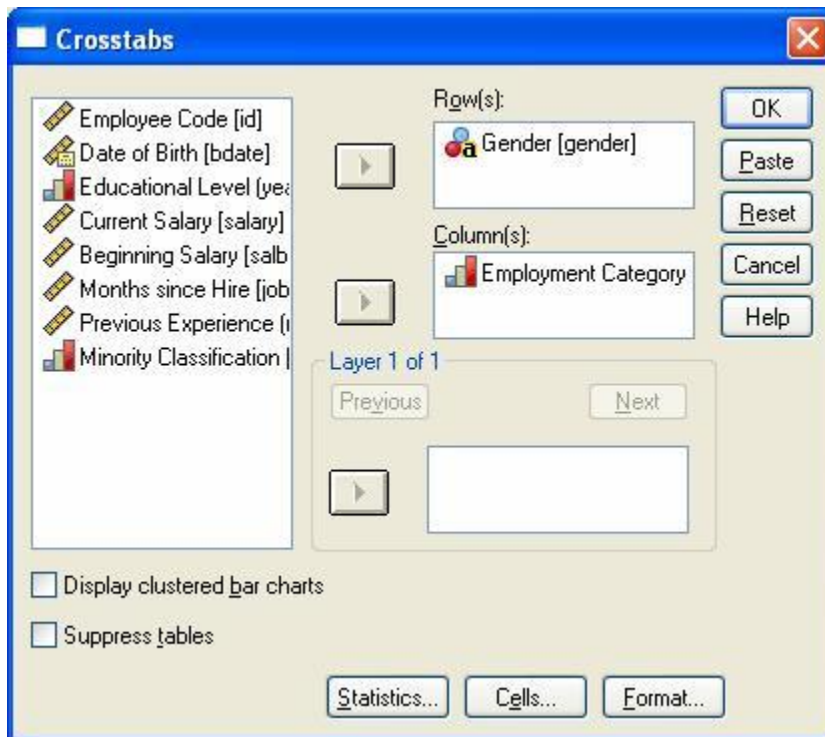 Crosstabs
Employee Code [id]
Date of Birth [bdate]
Educational Level (yea
Current Salary [salary]
Beginning Salary [salb
Months since Hire [job
Previous Experience (r
Minority Classification [
Row(s):
a Gender [gender]
Column(s):
Employment Category
Layer 1 of 1
Previous
Next
OK
Paste
Reset
Cancel
Help
Display clustered bar charts
Suppress tables
Statistics...
Cells...
Format...